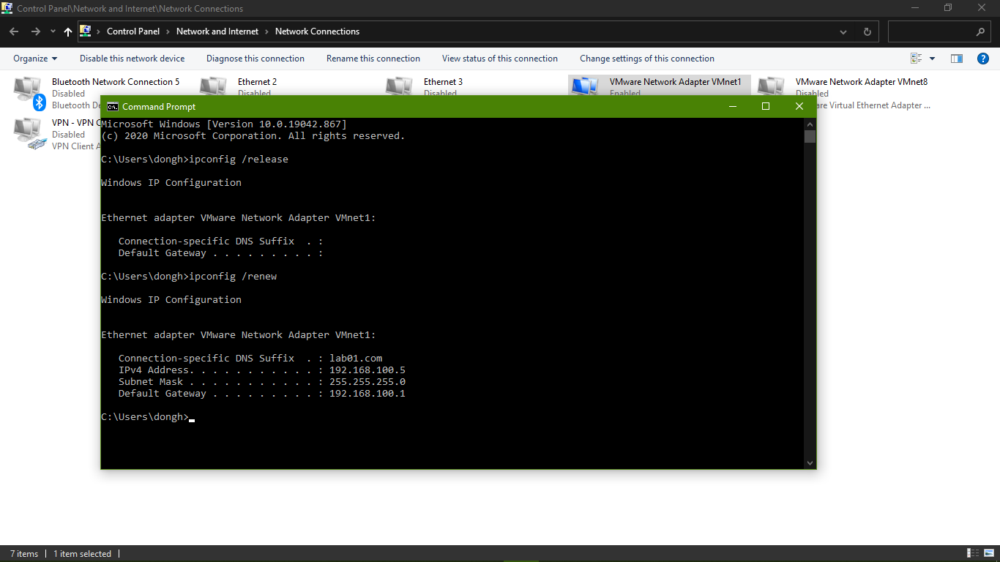 Control Panel\Network and Internet\Network Connections
Control Panel > Network and Internet > Network Connections
Organize Disable this network device Diagnose this connection Rename this connection View status of this connection Change settings of this connection
Bluetooth Network Connection 5
Disabled
Bluetooth De
Ethernet 2
Disabled
Ethernet 3
Disabled
VMware Network Adapter VMnet1
Enabled
VMware Network Adapter VMnet8
Disabled
are Virtual Ethernet Adapter ...
VPN - VPN C
Disabled
VPN Client A
Command Prompt
Microsoft Windows [Version 10.0.19042.867]
(c) 2020 Microsoft Corporation. All rights reserved.
C:\Users\dongh>ipconfig /release
Windows IP Configuration
Ethernet adapter VMware Network Adapter VMnet1:
Connection-specific DNS Suffix  . :
Default Gateway . . . . . . . . . :
C:\Users\dongh>ipconfig /renew
Windows IP Configuration
Ethernet adapter VMware Network Adapter VMnet1:
Connection-specific DNS Suffix  . : lab01.com
IPv4 Address. . . . . . . . . . . : 192.168.100.5
Subnet Mask . . . . . . . . . . . : 255.255.255.0
Default Gateway . . . . . . . . . : 192.168.100.1
C:\Users\dongh>
7 items 1 item selected